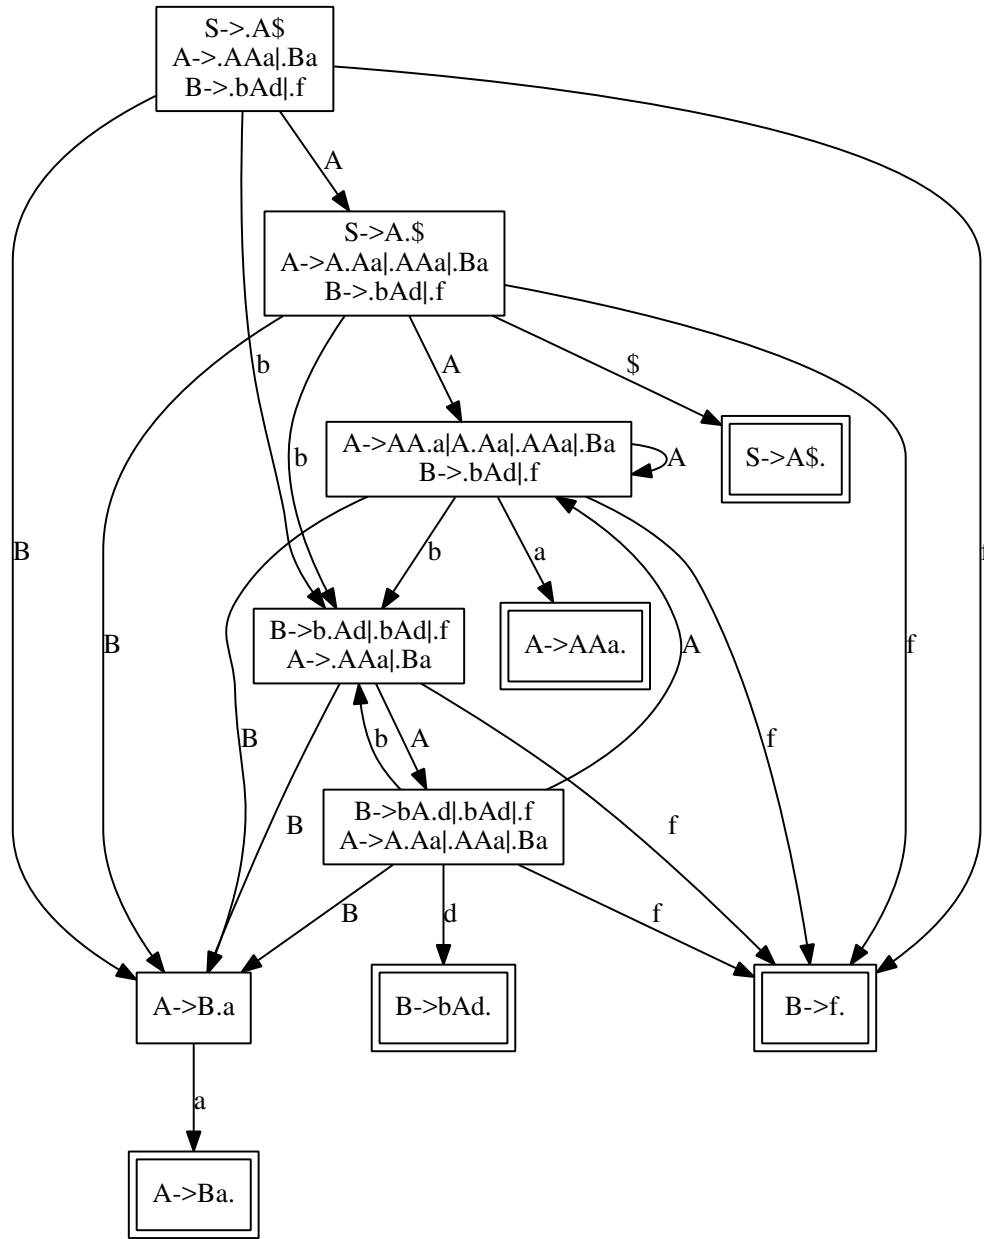 S->.A$
A->.AAa|.Ba
B->.bAd|.f
A
S->A.$
A->A.Aa|.AAa|.Ba
B->.bAd|.f
b
A
$
b
A->AA.a|A.Aa|.AAa|.Ba
B->.bAd|.f
A
S->A$.
B
b
a
f
B->b.Ad|.bAd|.f
A->.AAa|.Ba
A->AAa.
B
A
f
B
b
A
f
B->bA.d|.bAd|.f
A->A.Aa|.AAa|.Ba
B
f
B
d
f
A->B.a
B->bAd.
B->f.
a
A->Ba.